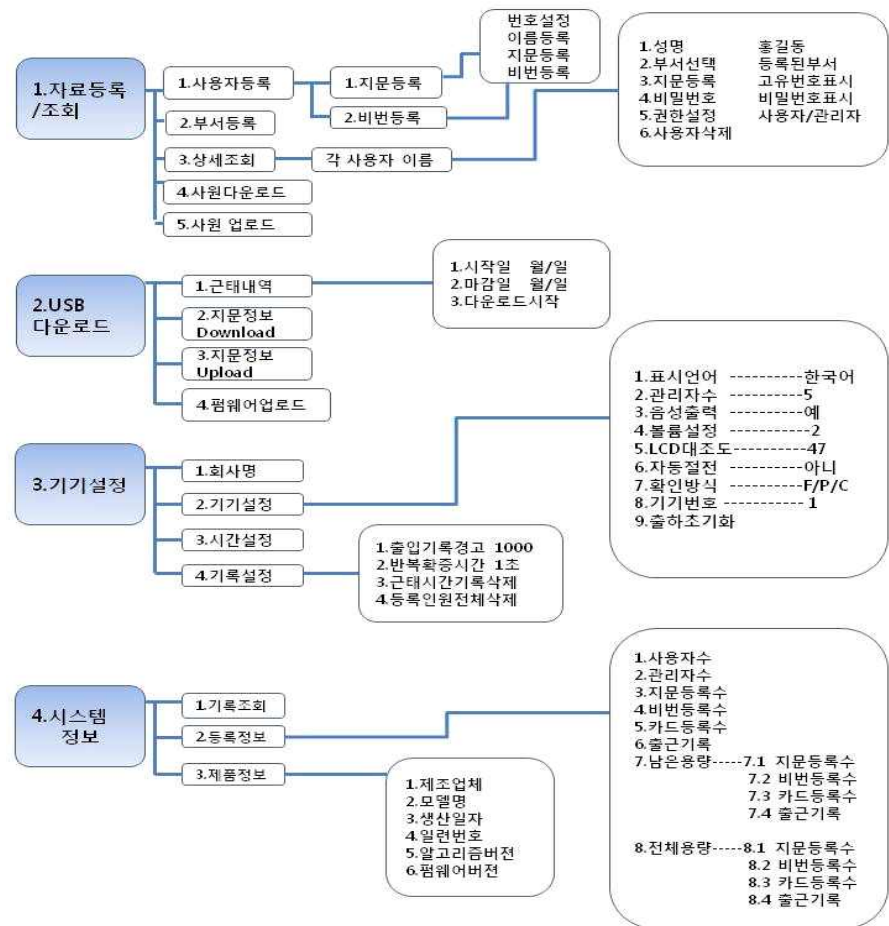 1.자료등록
/조회
1.사용자등록
2.부서등록
3.상세조회
4.사원다운로드
5.사원 업로드
1.지문등록
2.비번등록
각 사용자 이름
번호설정
이름등록
지문등록
비번등록
1.성명 홍길동
2.부서선택 등록된부서
3.지문등록 고유번호표시
4.비밀번호 비밀번호표시
5.권한설정 사용자/관리자
6.사용자삭제
2.USB
다운로드
1.근태내역
2.지문정보
Download
3.지문정보
Upload
4.펌웨어업로드
1.시작일 월/일
2.마감일 월/일
3.다운로드시작
3.기기설정
1.회사명
2.기기설정
3.시간설정
4.기록설정
1.표시언어 ----------한국어
2.관리자수 ----------5
3.음성출력 ----------예
4.볼륨설정 ----------2
5.LCD대조도----------47
6.자동절전 ----------아니
7.확인방식 ----------F/P/C
8.기기번호 ---------- 1
9.출하초기화
1.출입기록경고 1000
2.반복확증시간 1초
3.근태시간기록삭제
4.등록인원전체삭제
4.시스템
정보
1.기록조회
2.등록정보
3.제품정보
1.사용자수
2.관리자수
3.지문등록수
4.비번등록수
5.카드등록수
6.출근기록
7.남은용량-----7.1 지문등록수
7.2 비번등록수
7.3 카드등록수
7.4 출근기록
8.전체용량-----8.1 지문등록수
8.2 비번등록수
8.3 카드등록수
8.4 출근기록
1.제조업체
2.모델명
3.생산일자
4.일련번호
5.알고리즘버젼
6.펌웨어버젼